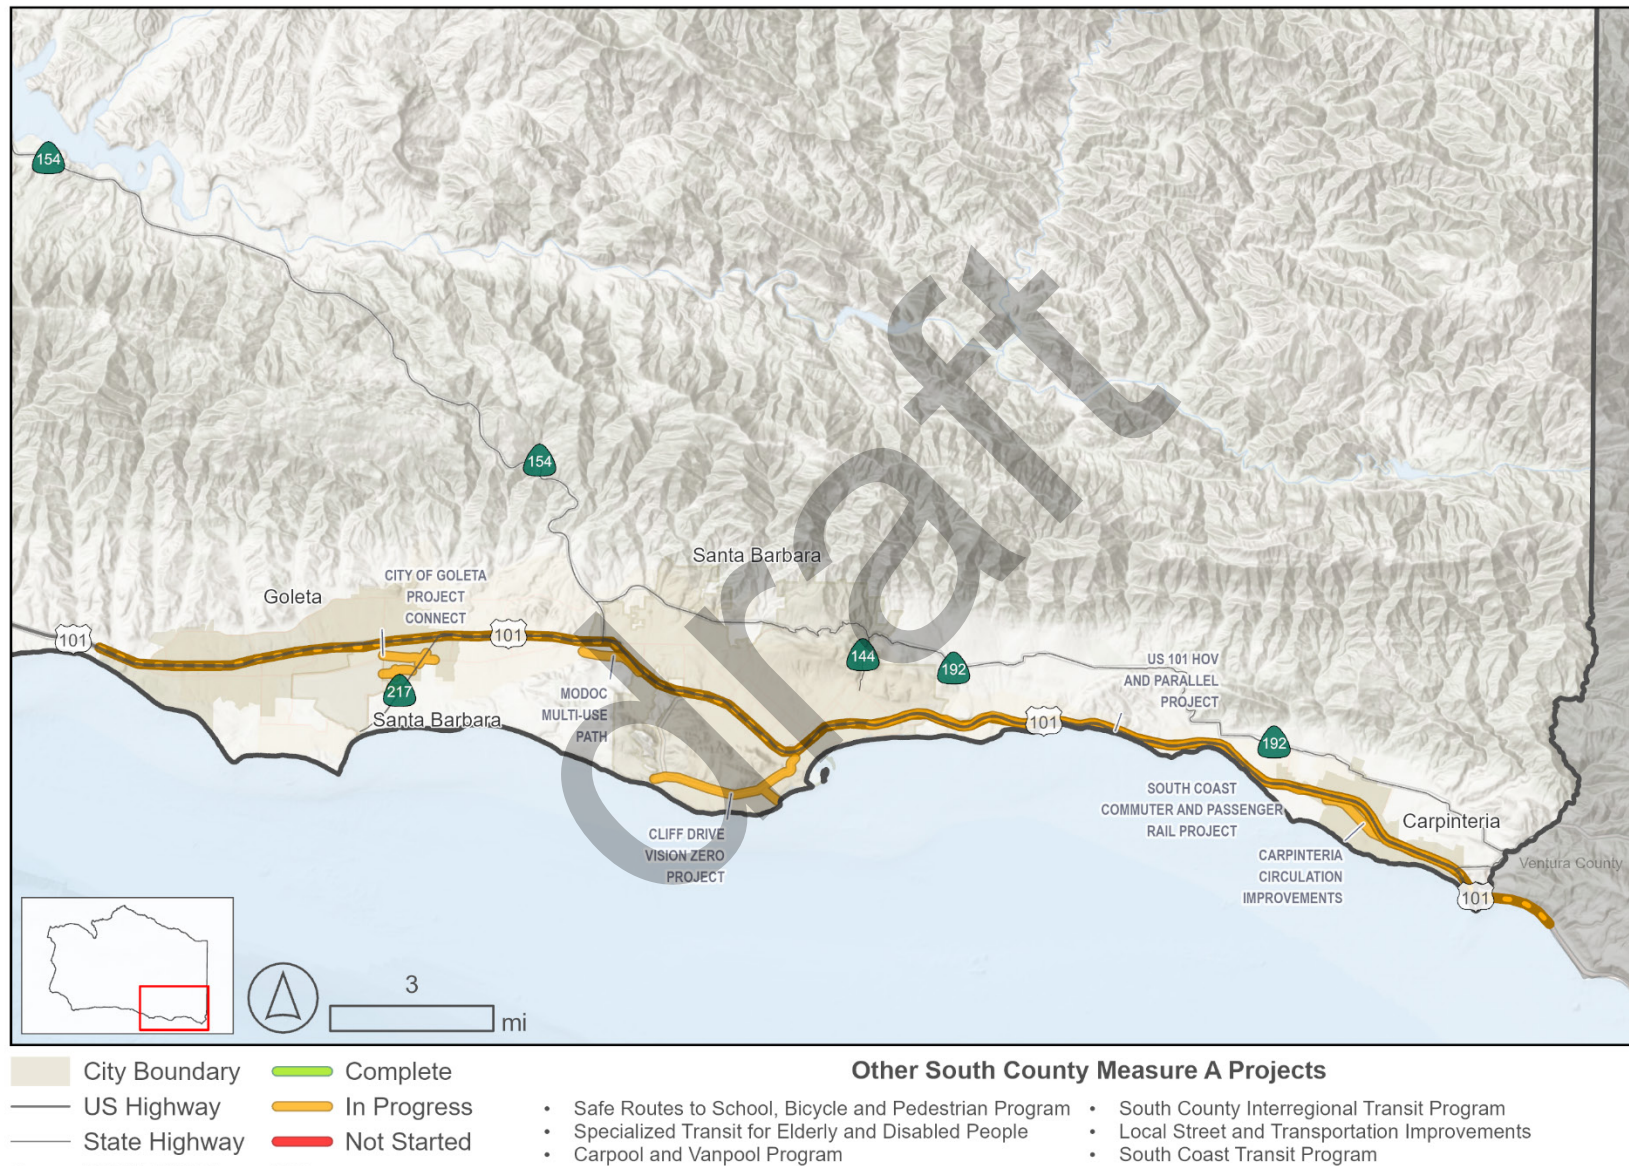 154
154
Santa Barbara
CITY OF GOLETA
PROJECT
CONNECT
Goleta
101
101
144
192
US 101 HOV
AND PARALLEL
PROJECT
217
Santa Barbara
MODOC
MULTI-USE
PATH
101
192
SOUTH COAST
COMMUTER AND PASSENGER
RAIL PROJECT
Carpinteria
CLIFF DRIVE
VISION ZERO
PROJECT
CARPINTERIA
CIRCULATION
IMPROVEMENTS
Ventura County
101
draft
3
mi
City Boundary
US Highway
State Highway
Complete
In Progress
Not Started
Other South County Measure A Projects
• Safe Routes to School, Bicycle and Pedestrian Program
• Specialized Transit for Elderly and Disabled People
• Carpool and Vanpool Program
• South County Interregional Transit Program
• Local Street and Transportation Improvements
• South Coast Transit Program